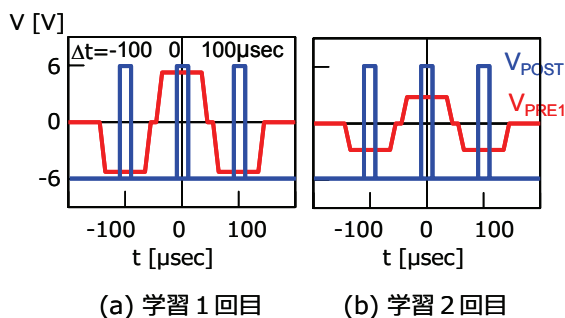 V [V]
Δt=-100 0 100μsec
6
0
-6
-100 0 100
t [μsec]
(a) 学習１回目
V_POST
V_PRE1
-100 0 100
t [μsec]
(b) 学習２回目